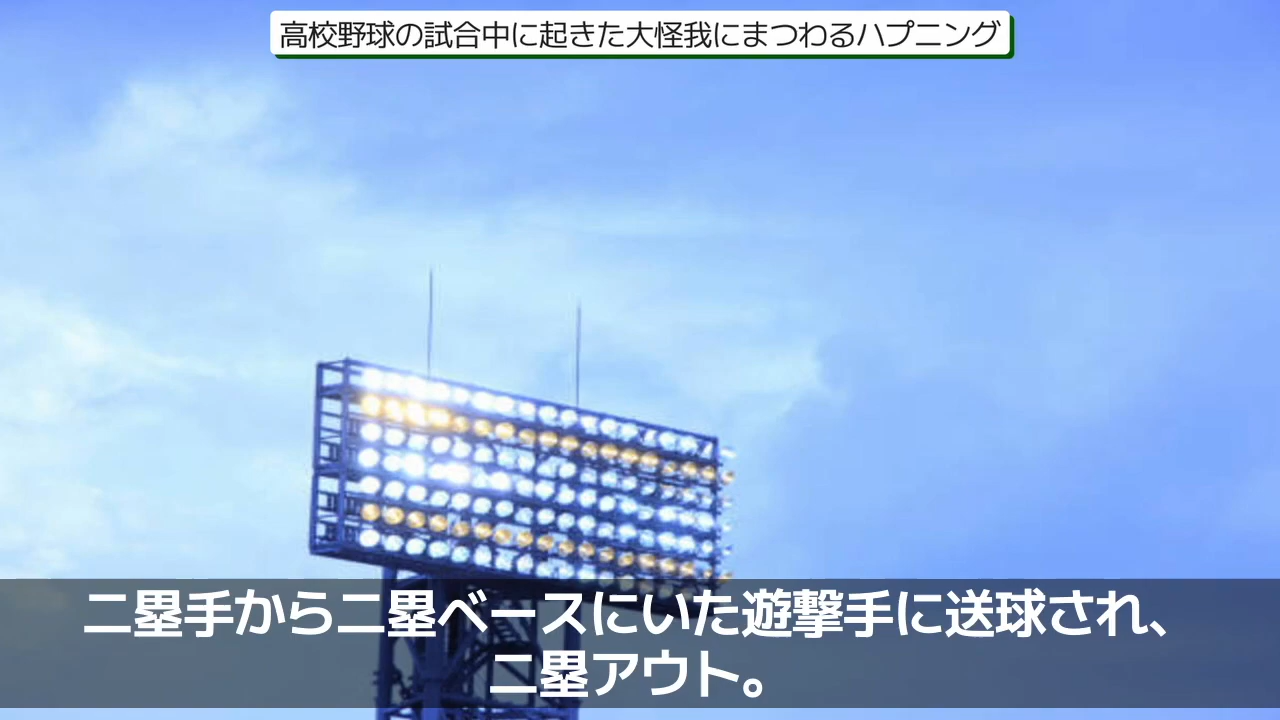 高校野球の試合中に起きた大怪我にまつわるハプニング
二塁手から二塁ベースにいた遊撃手に送球され、
二塁アウト。